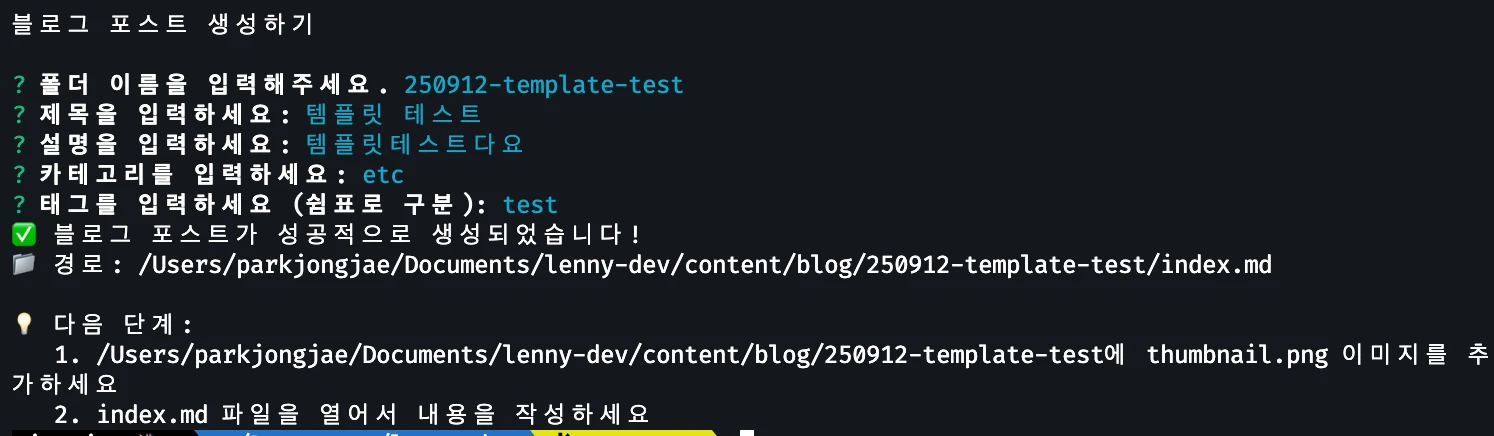 블로그 포스트 생성하기
? 폴더 이름을 입력해주세요. 250912-template-test
? 제목을 입력하세요: 템플릿 테스트
? 설명을 입력하세요: 템플릿테스트다요
? 카테고리를 입력하세요: etc
? 태그를 입력하세요 (쉼표로 구분): test
✅ 블로그 포스트가 성공적으로 생성되었습니다!
📁 경로: /Users/parkjongjae/Documents/lenny-dev/content/blog/250912-template-test/index.md
💡 다음 단계:
1. /Users/parkjongjae/Documents/lenny-dev/content/blog/250912-template-test에 thumbnail.png 이미지를 추
가하세요
2. index.md 파일을 열어서 내용을 작성하세요